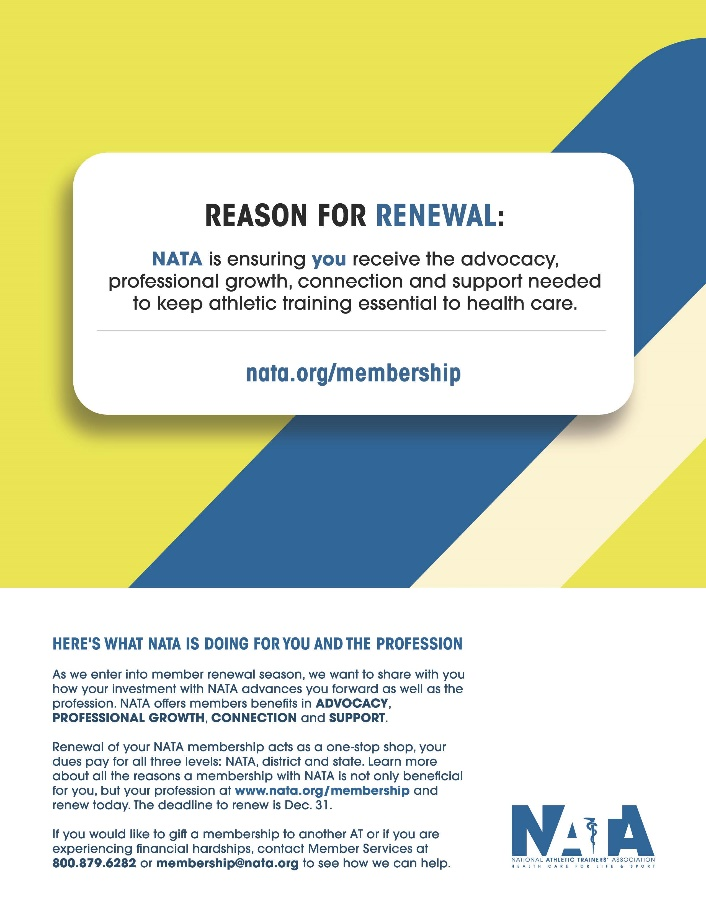 REASON FOR RENEWAL:
NATA is ensuring you receive the advocacy,
professional growth, connection and support needed
to keep athletic training essential to health care.
nata.org/membership
HERE'S WHAT NATA IS DOING FOR YOU AND THE PROFESSION
As we enter into member renewal season, we want to share with you
how your investment with NATA advances you forward as well as the
profession. NATA offers members benefits in ADVOCACY,
PROFESSIONAL GROWTH, CONNECTION and SUPPORT.
Renewal of your NATA membership acts as a one-stop shop, your
dues pay for all three levels: NATA, district and state. Learn more
about all the reasons a membership with NATA is not only beneficial
for you, but your profession at www.nata.org/membership and
renew today. The deadline to renew is Dec. 31.
If you would like to gift a membership to another AT or if you are
experiencing financial hardships, contact Member Services at
800.879.6282 or membership@nata.org to see how we can help.
NATA
NATIONAL ATHLETIC TRAINERS' ASSOCIATION
HEALTH CARE FOR LIFE & SPORT